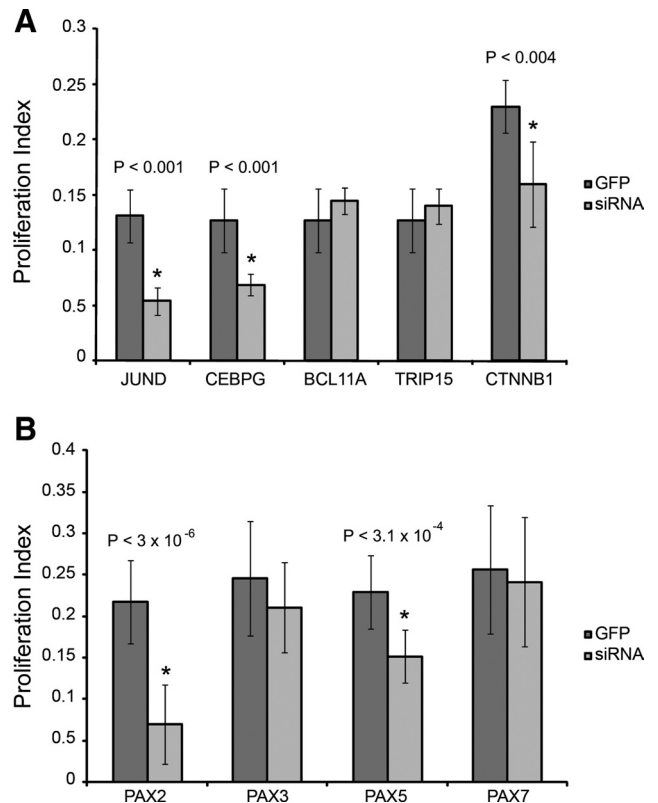 A
Proliferation Index
0.3
0.25
0.2
0.15
0.1
0.5
0
P < 0.001
P < 0.001
P < 0.004
*
*
*
GFP
siRNA
JUND CEBPG BCL11A TRIP15 CTNNB1
B
Proliferation Index
0.4
0.35
0.3
0.25
0.2
0.15
0.1
0.5
0
P < 3 x 10⁻⁶
P < 3.1 x 10⁻⁴
*
*
GFP
siRNA
PAX2 PAX3 PAX5 PAX7